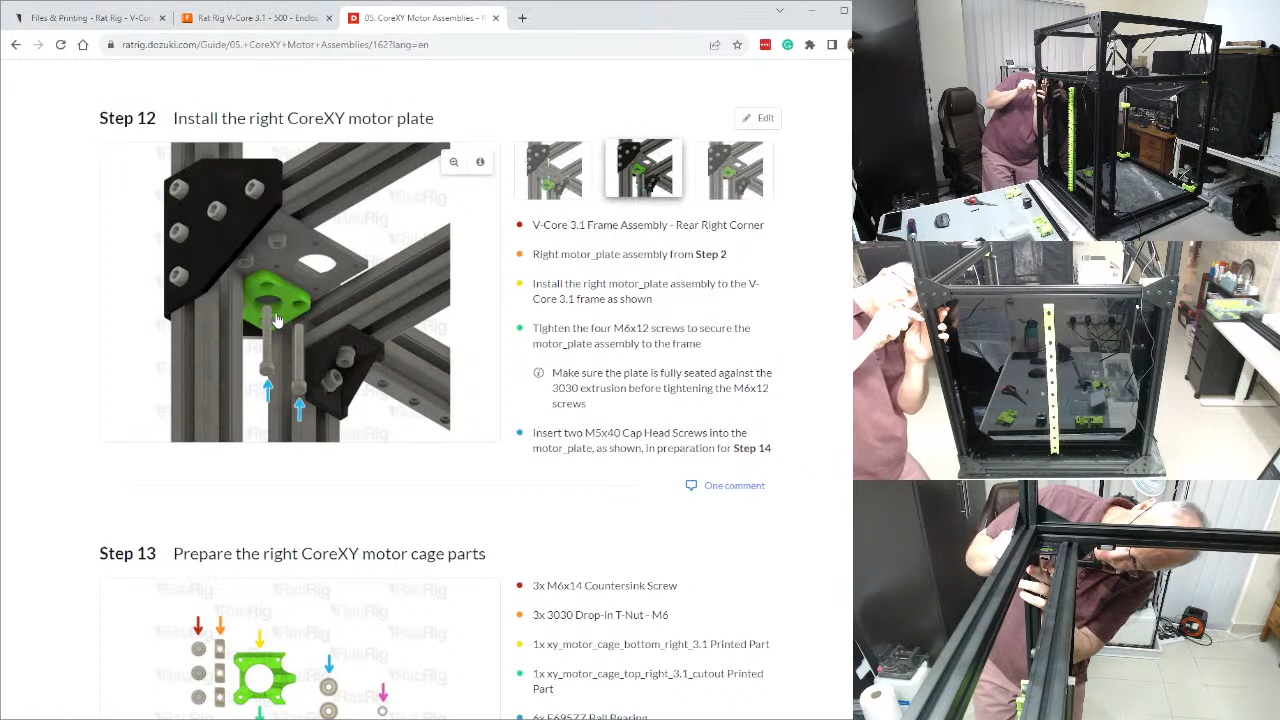 Files & Printing - Rat Rig V-Co
Rat Rig V-Core 3.1 - 500 - Enclos
05. CoreXY Motor Assemblies - R
ratrig.dozuki.com/Guide/05.+CoreXY+Motor+Assemblies/162?lang=en
Step 12 Install the right CoreXY motor plate
Edit
V-Core 3.1 Frame Assembly - Rear Right Corner
Right motor_plate assembly from Step 2
Install the right motor_plate assembly to the V-
Core 3.1 frame as shown
Tighten the four M6x12 screws to secure the
motor_plate assembly to the frame
Make sure the plate is fully seated against the
3030 extrusion before tightening the M6x12
screws
Insert two M5x40 Cap Head Screws into the
motor_plate, as shown, in preparation for Step 14
One comment
Step 13 Prepare the right CoreXY motor cage parts
3x M6x14 Countersink Screw
3x 3030 Drop-in T-Nut - M6
1x xy_motor_cage_bottom_right_3.1 Printed Part
1x xy_motor_cage_top_right_3.1_cutout Printed
Part
6x F695ZZ Ball Bearing